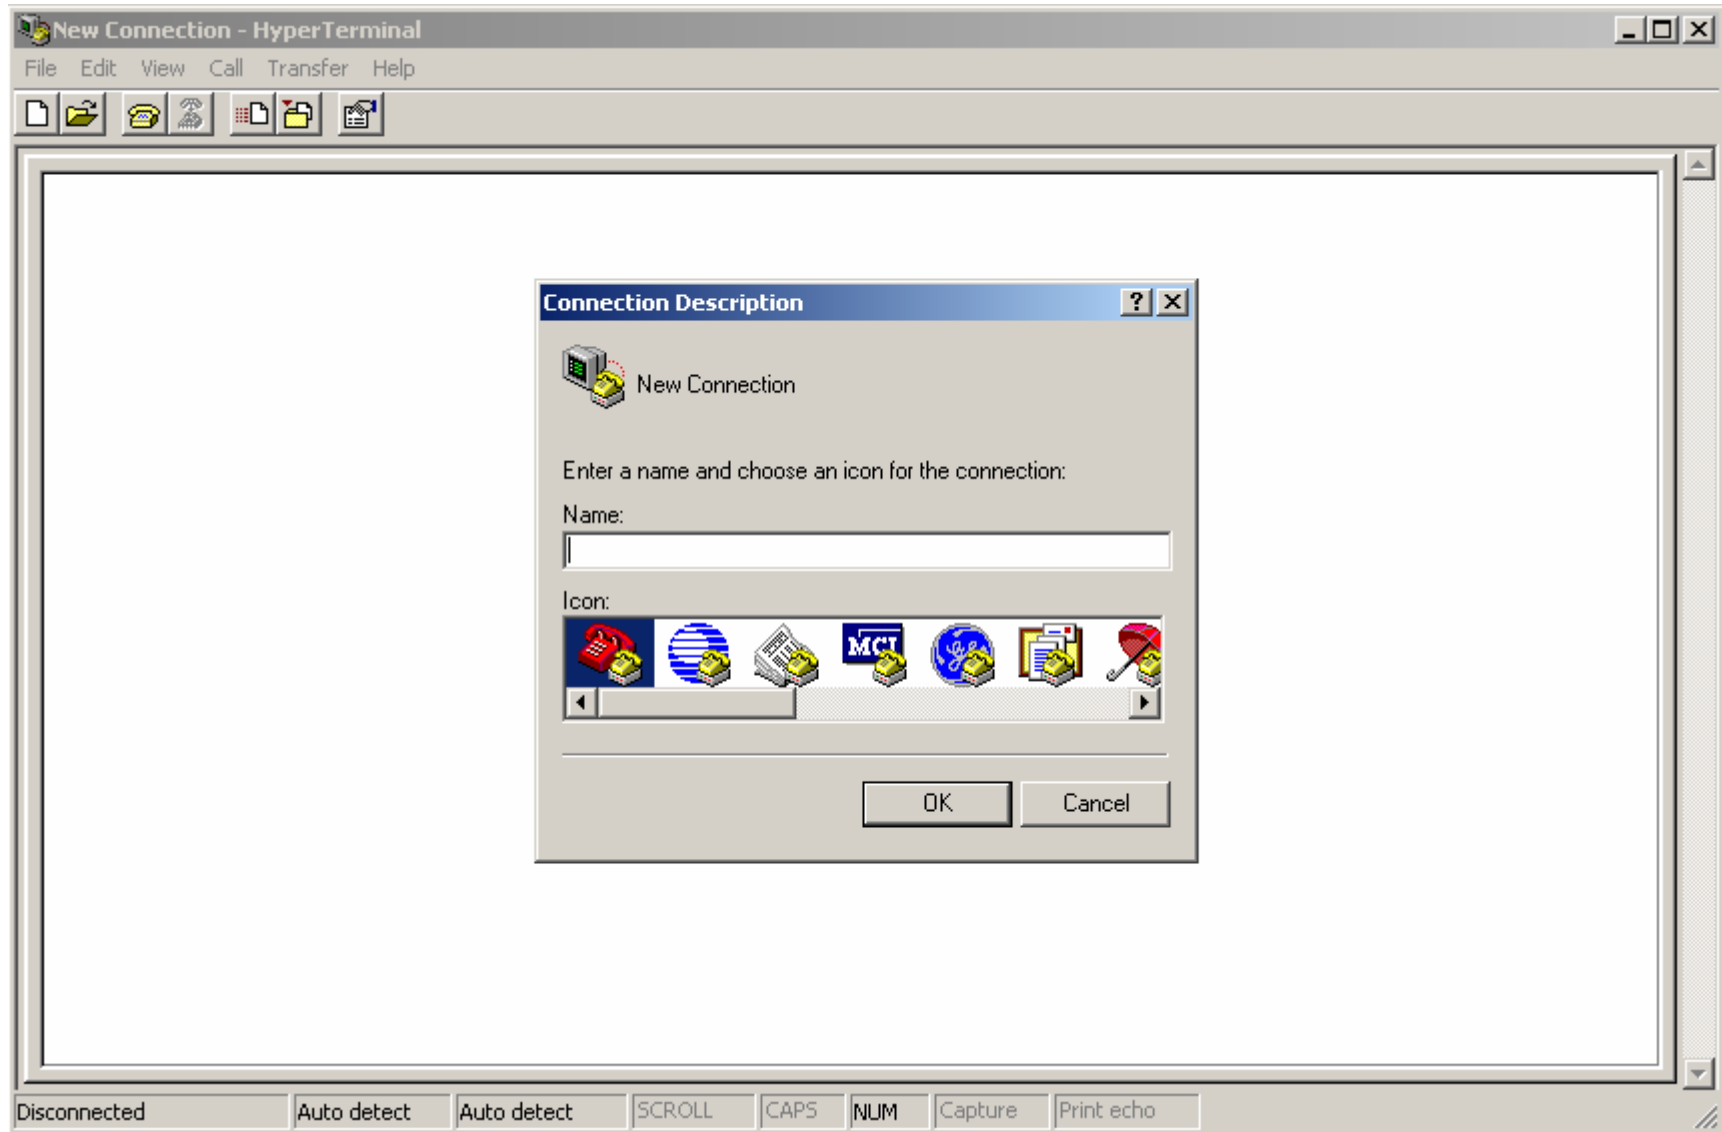 New Connection - HyperTerminal
File Edit View Call Transfer Help
Connection Description
New Connection
Enter a name and choose an icon for the connection:
Name:
Icon:
MCI
OK Cancel
Disconnected Auto detect Auto detect SCROLL CAPS NUM Capture Print echo